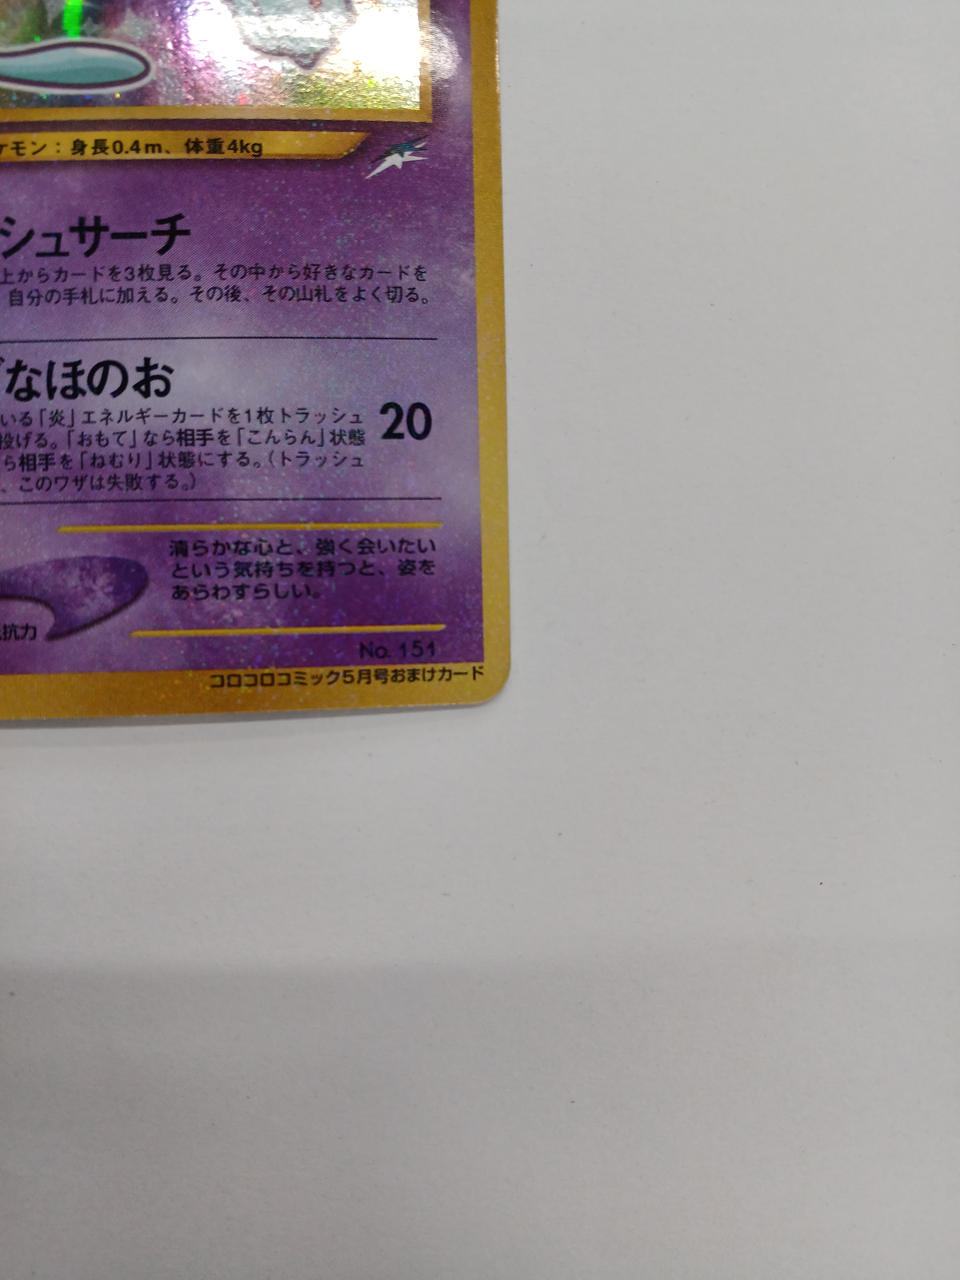 ケモン：身長0.4m、体重4kg
シュサーチ
上からカードを3枚見る。その中から好きなカードを
自分の手札に加える。その後、その山札をよく切る。
なほのお
いる「炎」エネルギーカードを1枚トラッシュ
投げる。「おもて」なら相手を「こんらん」状態
ら相手を「ねむり」状態にする。（トラッシュ
、このワザは失敗する。）
20
清らかな心と、強く会いたい
という気持ちを持つと、姿を
あらわすらしい。
抗力
No. 151
コロコロコミック5月号おまけカード